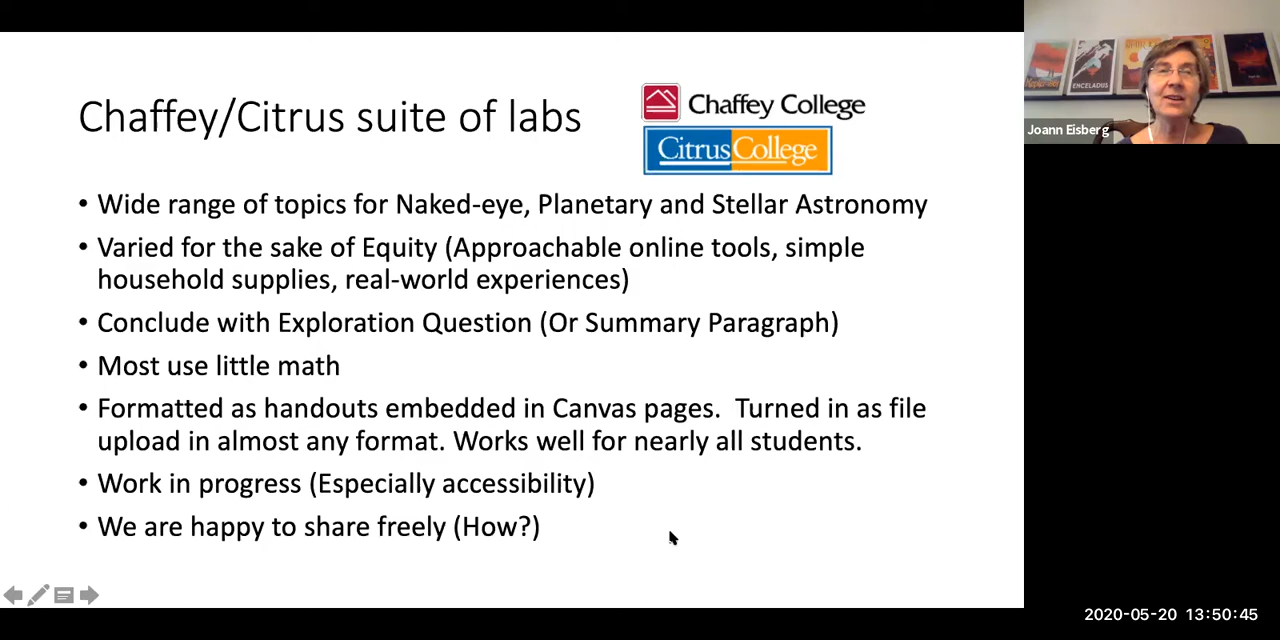 Chaffey/Citrus suite of labs
Chaffey College
CitrusCollege
• Wide range of topics for Naked-eye, Planetary and Stellar Astronomy
• Varied for the sake of Equity (Approachable online tools, simple
household supplies, real-world experiences)
• Conclude with Exploration Question (Or Summary Paragraph)
• Most use little math
• Formatted as handouts embedded in Canvas pages.  Turned in as file
upload in almost any format. Works well for nearly all students.
• Work in progress (Especially accessibility)
• We are happy to share freely (How?)
ENCELADUS
Joann Eisberg
2020-05-20 13:50:45